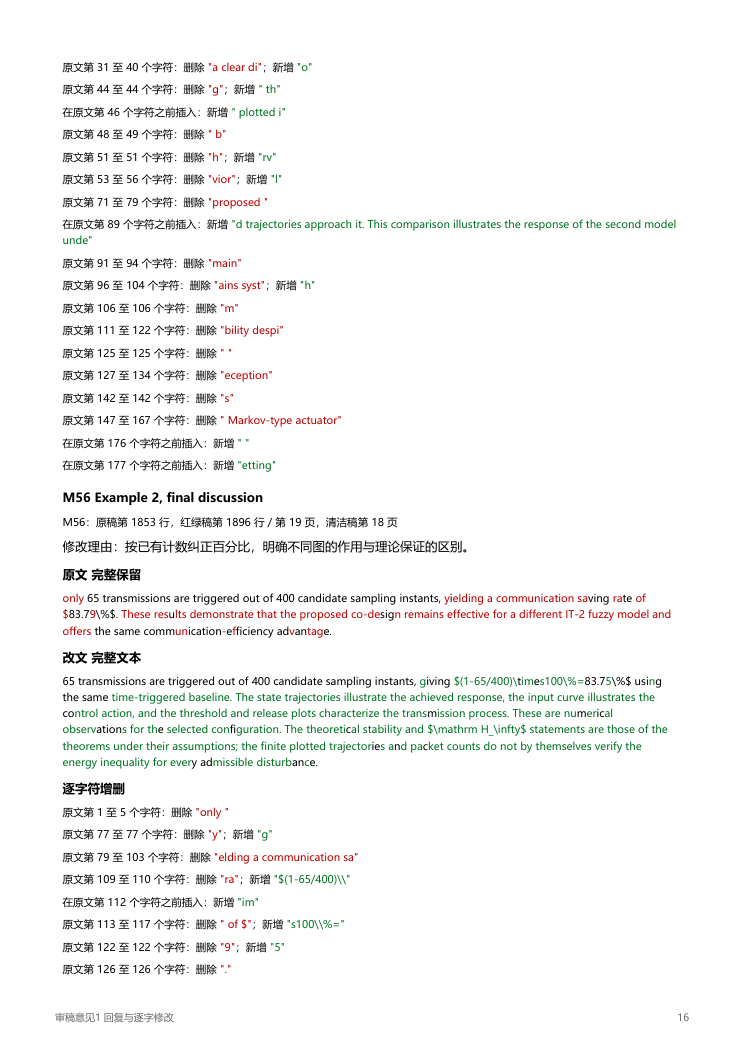 原文第 31 至 40 个字符：删除 "a clear di"；新增 "o"
原文第 44 至 44 个字符：删除 "g"；新增 " th"
在原文第 46 个字符之前插入：新增 " plotted i"
原文第 48 至 49 个字符：删除 " b"
原文第 51 至 51 个字符：删除 "h"；新增 "rv"
原文第 53 至 56 个字符：删除 "vior"；新增 "l"
原文第 71 至 79 个字符：删除 "proposed "
在原文第 89 个字符之前插入：新增 "d trajectories approach it. This comparison illustrates the response of the second model
unde"
原文第 91 至 94 个字符：删除 "main"
原文第 96 至 104 个字符：删除 "ains syst"；新增 "h"
原文第 106 至 106 个字符：删除 "m"
原文第 111 至 122 个字符：删除 "bility despi"
原文第 125 至 125 个字符：删除 " "
原文第 127 至 134 个字符：删除 "eception"
原文第 142 至 142 个字符：删除 "s"
原文第 147 至 167 个字符：删除 " Markov-type actuator"
在原文第 176 个字符之前插入：新增 " "
在原文第 177 个字符之前插入：新增 "etting"
M56 Example 2, final discussion
M56：原稿第 1853 行，红绿稿第 1896 行 / 第 19 页，清洁稿第 18 页
修改理由：按已有计数纠正百分比，明确不同图的作用与理论保证的区别。
原文 完整保留
only 65 transmissions are triggered out of 400 candidate sampling instants, yielding a communication saving rate of
$83.79\%$. These results demonstrate that the proposed co-design remains effective for a different IT-2 fuzzy model and
offers the same communication-efficiency advantage.
改文 完整文本
65 transmissions are triggered out of 400 candidate sampling instants, giving $(1-65/400)\times100\%=83.75\%$ using
the same time-triggered baseline. The state trajectories illustrate the achieved response, the input curve illustrates the
control action, and the threshold and release plots characterize the transmission process. These are numerical
observations for the selected configuration. The theoretical stability and $\mathrm H_\infty$ statements are those of the
theorems under their assumptions; the finite plotted trajectories and packet counts do not by themselves verify the
energy inequality for every admissible disturbance.
逐字符增删
原文第 1 至 5 个字符：删除 "only "
原文第 77 至 77 个字符：删除 "y"；新增 "g"
原文第 79 至 103 个字符：删除 "elding a communication sa"
原文第 109 至 110 个字符：删除 "ra"；新增 "$(1-65/400)\\"
在原文第 112 个字符之前插入：新增 "im"
原文第 113 至 117 个字符：删除 " of $"；新增 "s100\\%="
原文第 122 至 122 个字符：删除 "9"；新增 "5"
原文第 126 至 126 个字符：删除 "."
审稿意见1 回复与逐字修改
16